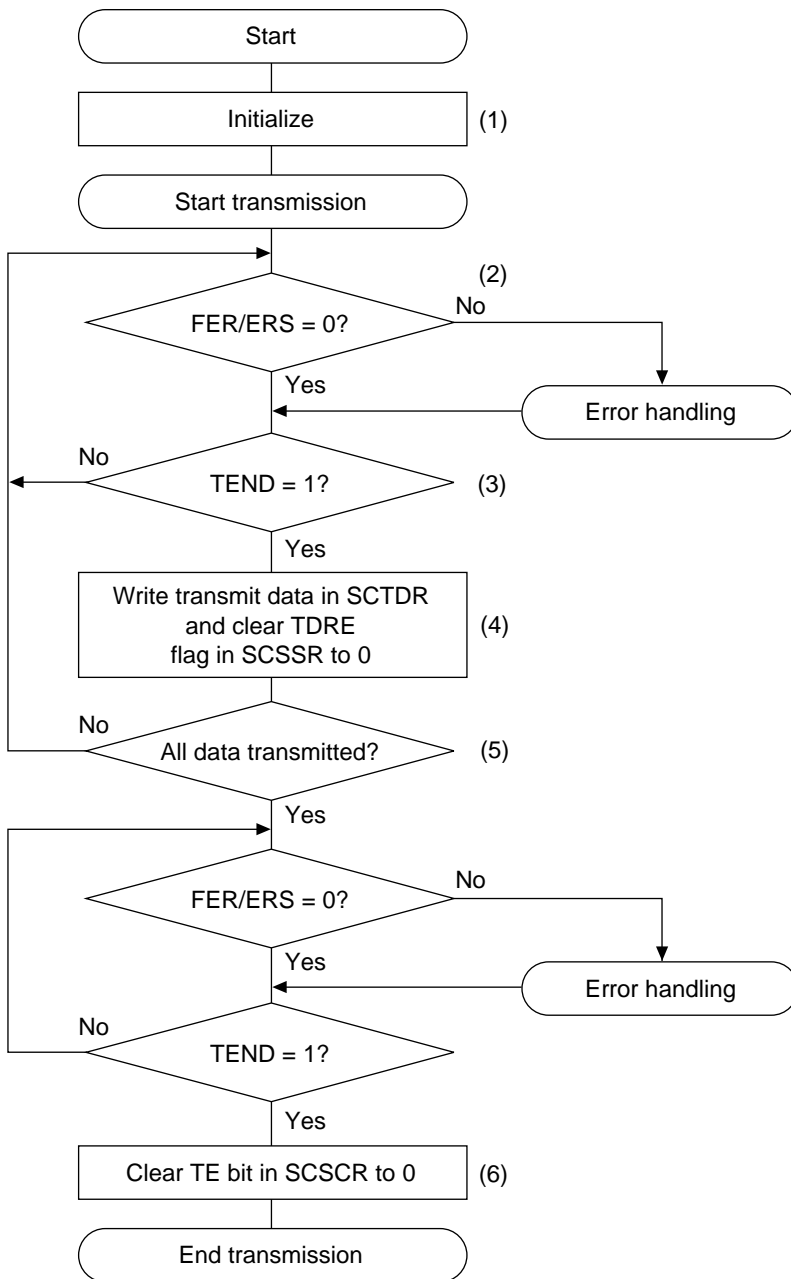 Start
Initialize
(1)
Start transmission
(2)
No
FER/ERS = 0?
Yes
Error handling
No
TEND = 1?
(3)
Yes
Write transmit data in SCTDR
and clear TDRE
flag in SCSSR to 0
(4)
No
All data transmitted?
(5)
Yes
No
FER/ERS = 0?
Yes
Error handling
No
TEND = 1?
Yes
Clear TE bit in SCSCR to 0
(6)
End transmission